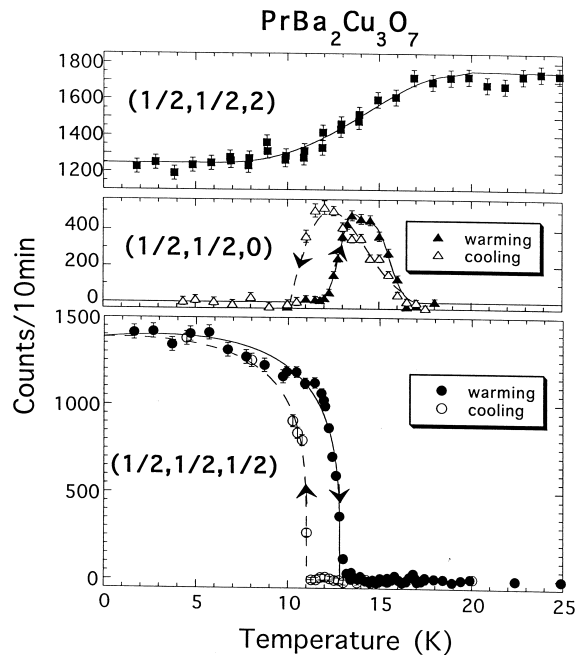 PrBa2Cu3O7
1800
1600
1400
1200
(1/2,1/2,2)
400
200
0
(1/2,1/2,0)
warming
cooling
1500
1000
500
0
(1/2,1/2,1/2)
warming
cooling
Counts/10min
0 5 10 15 20 25
Temperature (K)